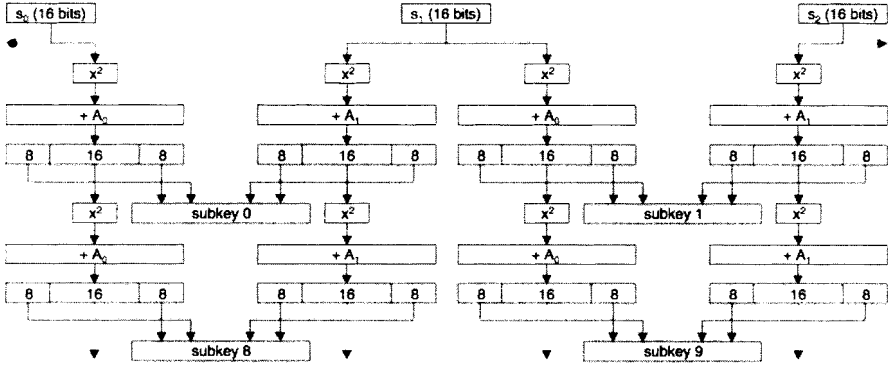 s₀ (16 bits) s₁ (16 bits) s₂ (16 bits)
x² x² x² x²
+ A₀ + A₁ + A₀ + A₁
8 16 8 8 16 8 8 16 8 8 16 8
x² subkey 0 x² x² subkey 1 x²
+ A₀ + A₁ + A₀ + A₁
8 16 8 8 16 8 8 16 8 8 16 8
subkey 8 subkey 9